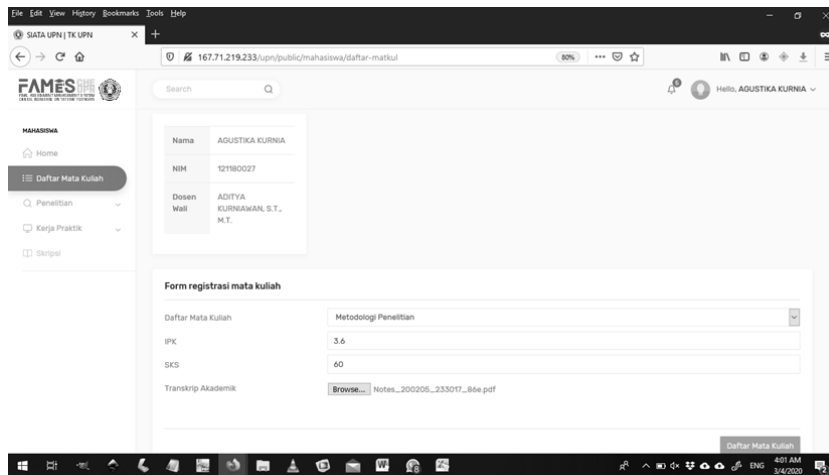 File Edit View History Bookmarks Tools Help
SIATA UPN | TK UPN
167.71.219.233/upn/public/mahasiswa/daftar-matkul
80%
FAMES
Search
Hello, AGUSTIKA KURNIA
MAHASISWA
Home
Daftar Mata Kuliah
Penelitian
Kerja Praktik
Skripsi
Nama AGUSTIKA KURNIA
NIM 121180027
Dosen ADITYA
Wali KURNIAWAN, S.T.,
M.T.
Form registrasi mata kuliah
Daftar Mata Kuliah Metodologi Penelitian
IPK 3.6
SKS 60
Transkrip Akademik Browse... Notes_200205_233017_86e.pdf
Daftar Mata Kuliah
ENG 4:01 AM
3/4/2020